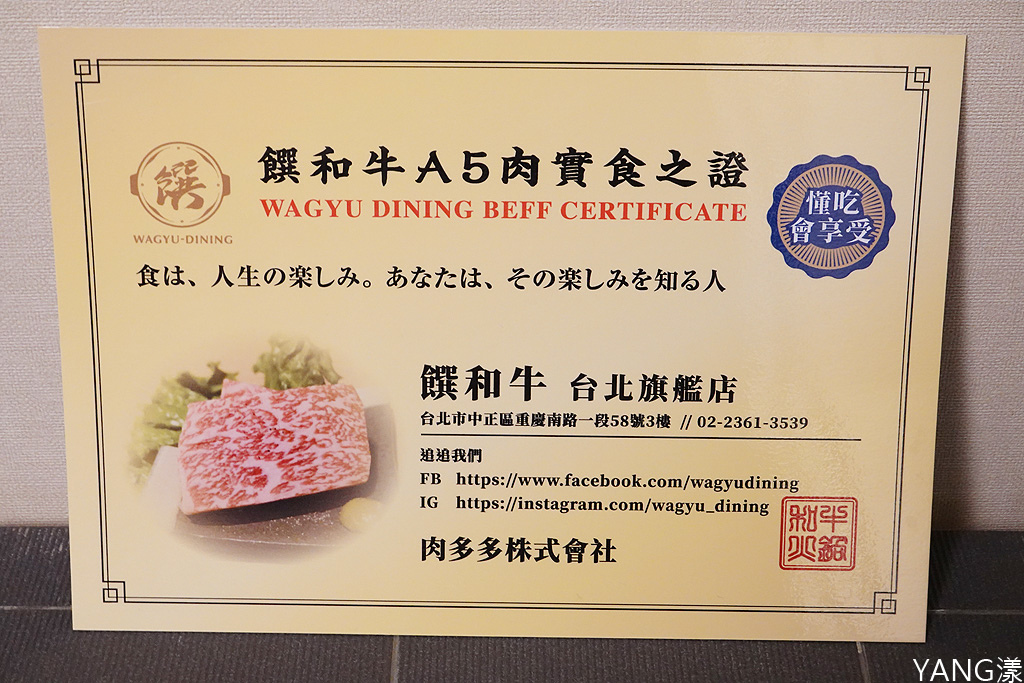 饌
WAGYU-DINING
饌和牛A5肉實食之證
WAGYU DINING BEFF CERTIFICATE
懂吃
會享受
食は、人生の楽しみ。あなたは、その楽しみを知る人
饌和牛 台北旗艦店
台北市中正區重慶南路一段58號3樓 // 02-2361-3539
追追我們
FB https://www.facebook.com/wagyudining
IG https://instagram.com/wagyu_dining
肉多多株式會社
和牛
火鍋
YANG漾